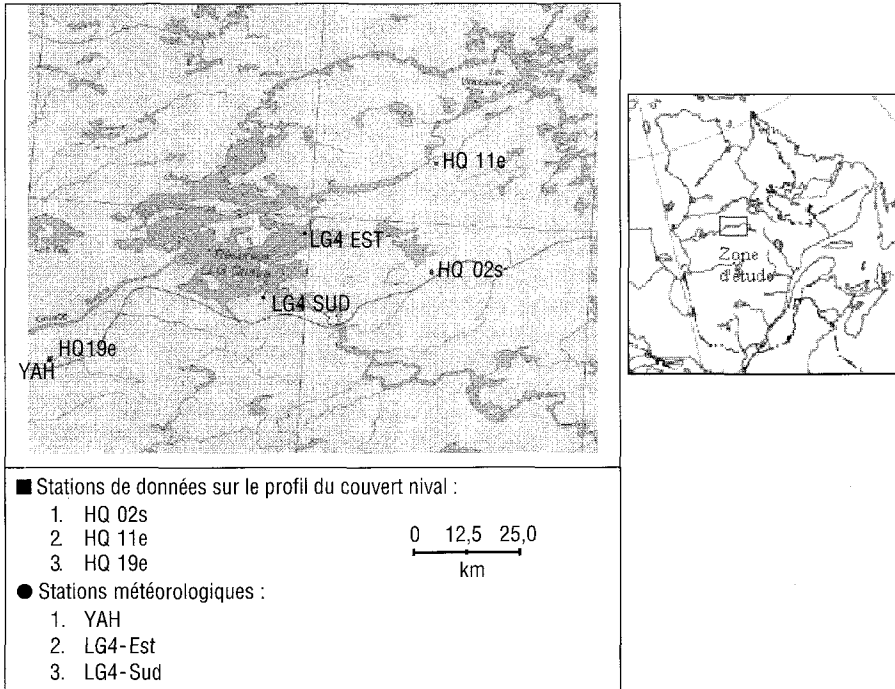 HQ 11e
LG4 EST
HQ 02s
LG4 SUD
HQ19e
YAH
Zone
d'étude
■ Stations de données sur le profil du couvert nival :
1. HQ 02s
2. HQ 11e
3. HQ 19e
0 12,5 25,0
km
● Stations météorologiques :
1. YAH
2. LG4-Est
3. LG4-Sud